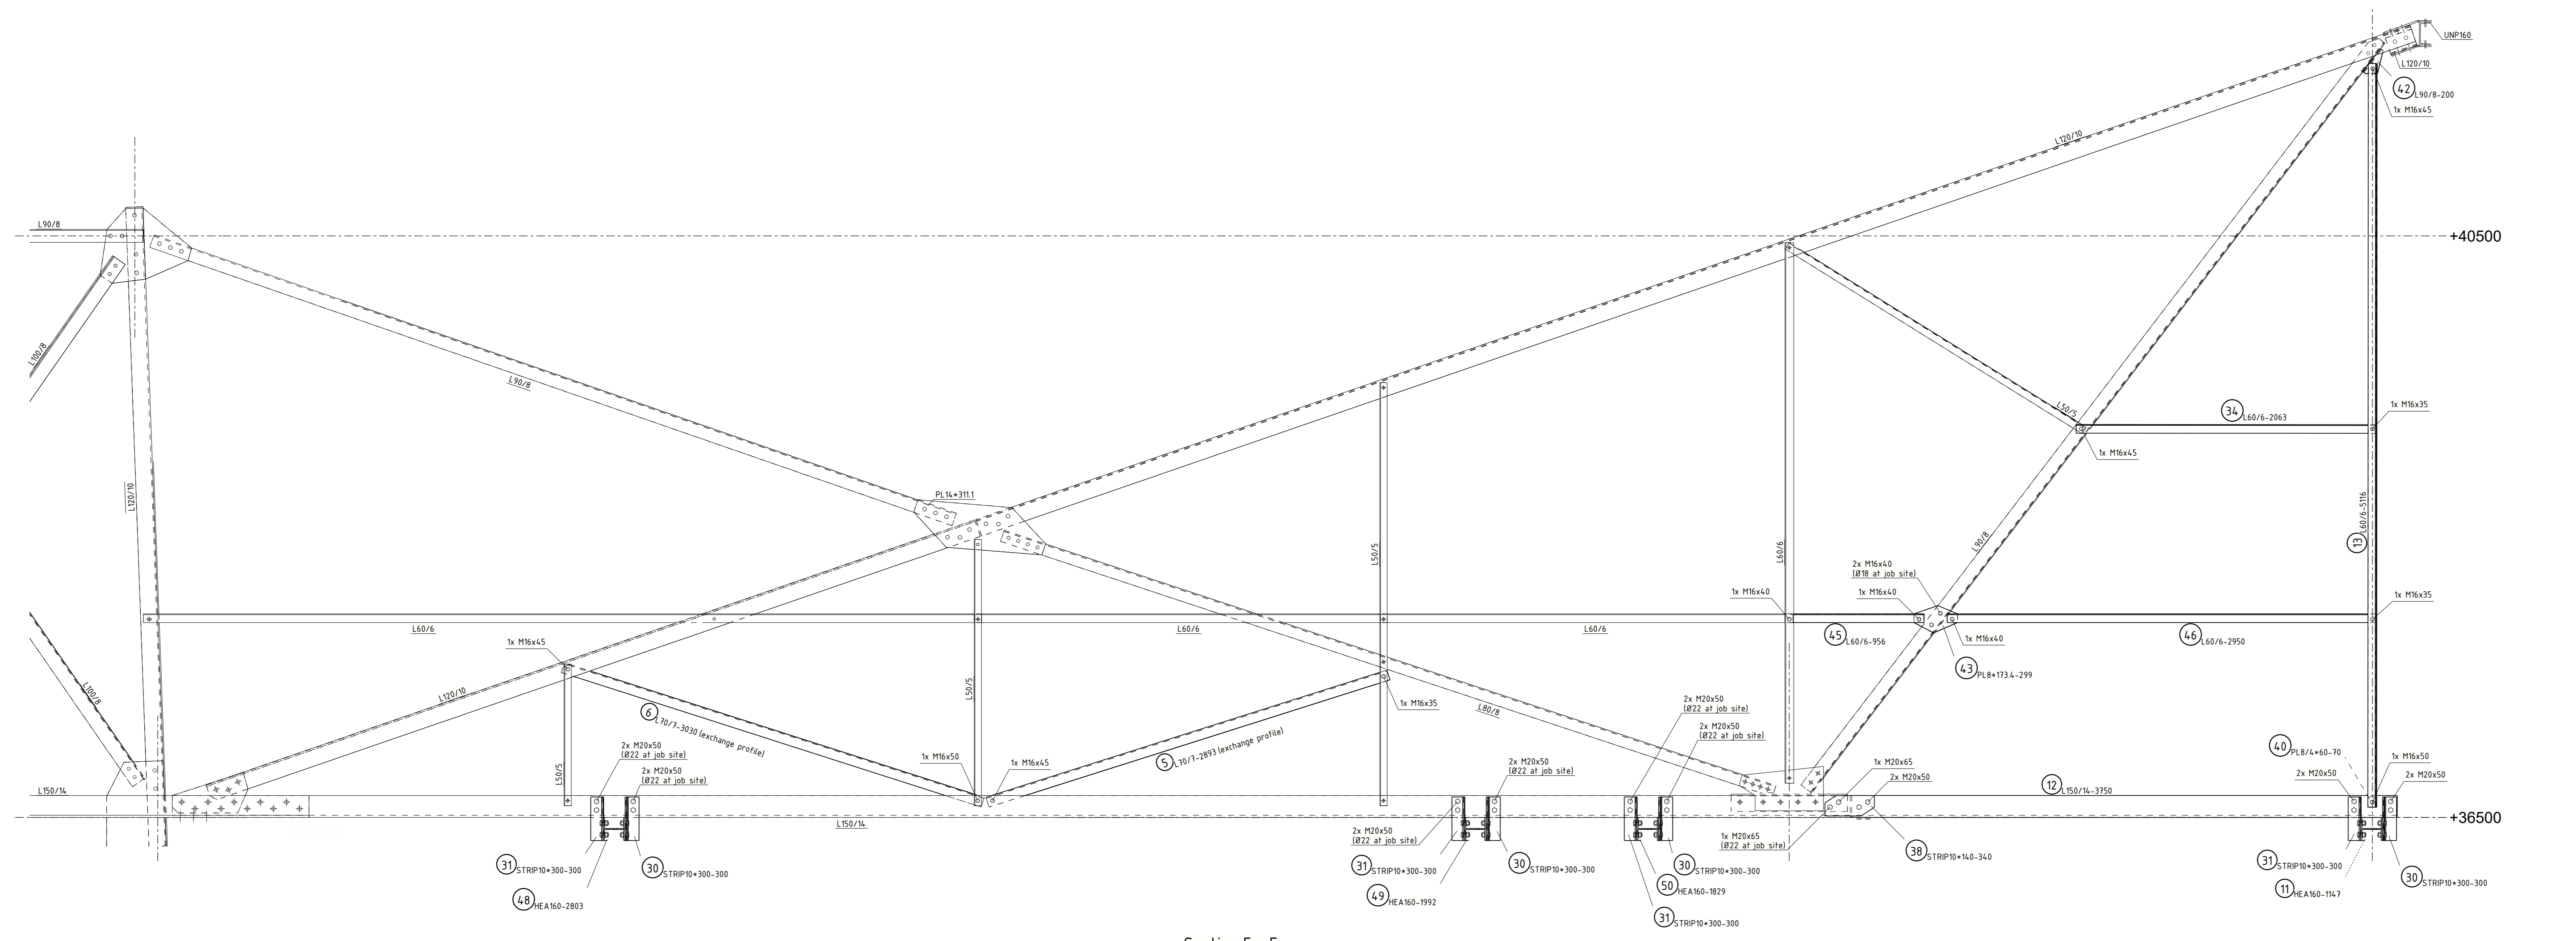 UNP160
L120/10
42 L90/8-200
1x M16x45
L120/10
L90/8
+40500
L100/8
L90/8
L50/5
34 L60/6-2063
1x M16x35
1x M16x45
L120/10
PL14*311.1
L50/5
L60/6
L90/8
13 L60/6-5116
2x M16x40
(Ø18 at job site)
1x M16x40
1x M16x40
1x M16x35
L60/6
L60/6
L60/6
45 L60/6-956
1x M16x40
46 L60/6-2950
43 PL8*173.4-299
1x M16x45
L100/8
L120/10
L50/5
6 L70/7-3030 (exchange profile)
5 L70/7-2893 (exchange profile)
1x M16x35
L80/8
2x M20x50
(Ø22 at job site)
2x M20x50
(Ø22 at job site)
2x M20x50
(Ø22 at job site)
2x M20x50
(Ø22 at job site)
1x M16x50
1x M16x45
2x M20x50
(Ø22 at job site)
1x M20x65
2x M20x50
40 PL8/4*60-70
1x M16x50
2x M20x50
2x M20x50
L50/5
L150/14
12 L150/14-3750
L150/14
+36500
2x M20x50
(Ø22 at job site)
1x M20x65
(Ø22 at job site)
38 STRIP10*140-340
31 STRIP10*300-300
30 STRIP10*300-300
48 HEA160-2803
31 STRIP10*300-300
30 STRIP10*300-300
49 HEA160-1992
30 STRIP10*300-300
50 HEA160-1829
31 STRIP10*300-300
31 STRIP10*300-300
30 STRIP10*300-300
11 HEA160-1147